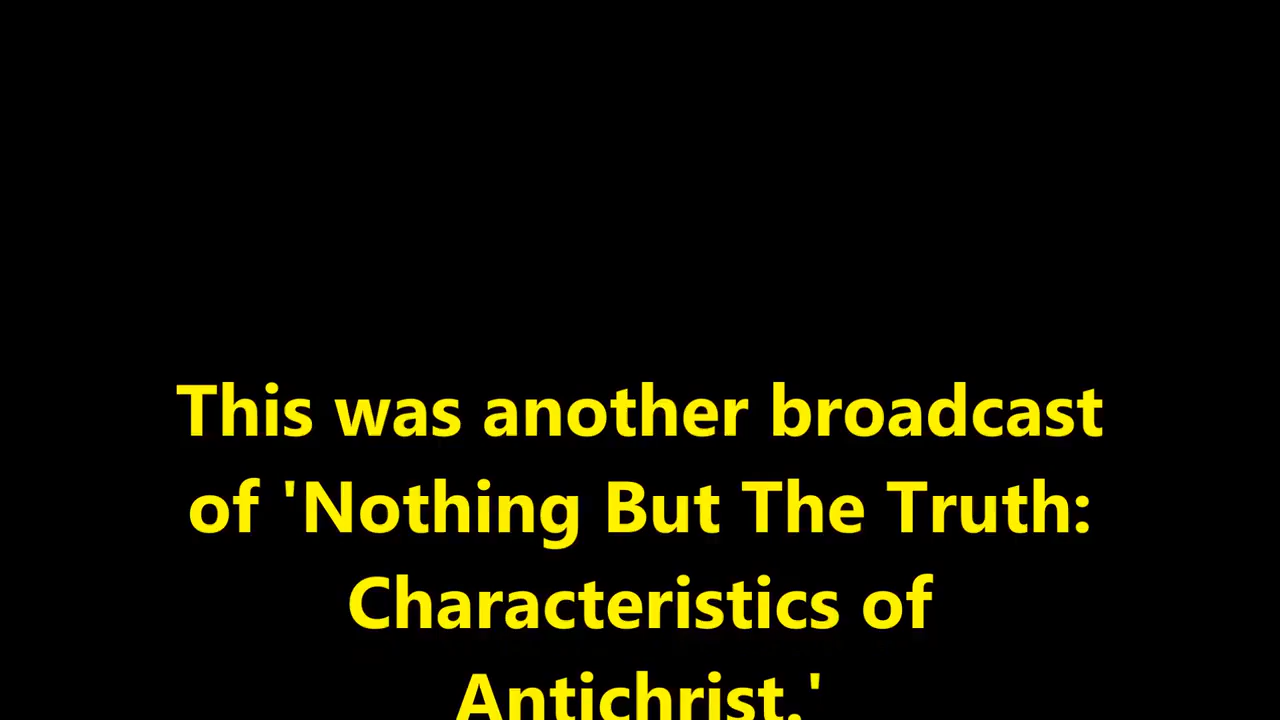 This was another broadcast
of 'Nothing But The Truth:
Characteristics of
Antichrist.'